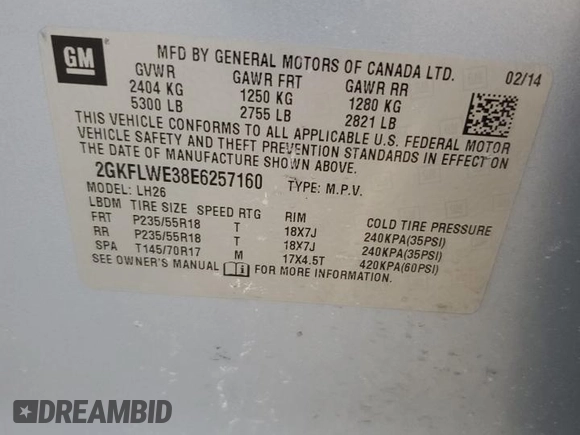 GM
MFD BY GENERAL MOTORS OF CANADA LTD.
GVWR GAWR FRT GAWR RR 02/14
2404 KG 1250 KG 1280 KG
5300 LB 2755 LB 2821 LB
THIS VEHICLE CONFORMS TO ALL APPLICABLE U.S. FEDERAL MOTOR
VEHICLE SAFETY AND THEFT PREVENTION STANDARDS IN EFFECT ON
THE DATE OF MANUFACTURE SHOWN ABOVE.
2GKFLWE38E6257160 TYPE: M.P.V.
MODEL: LH26
LBDM TIRE SIZE SPEED RTG RIM COLD TIRE PRESSURE
FRT P235/55R18 T 18X7J 240KPA(35PSI)
RR P235/55R18 T 18X7J 240KPA(35PSI)
SPA T145/70R17 M 17X4.5T 420KPA(60PSI)
SEE OWNER'S MANUAL FOR MORE INFORMATION.
DREAMBID